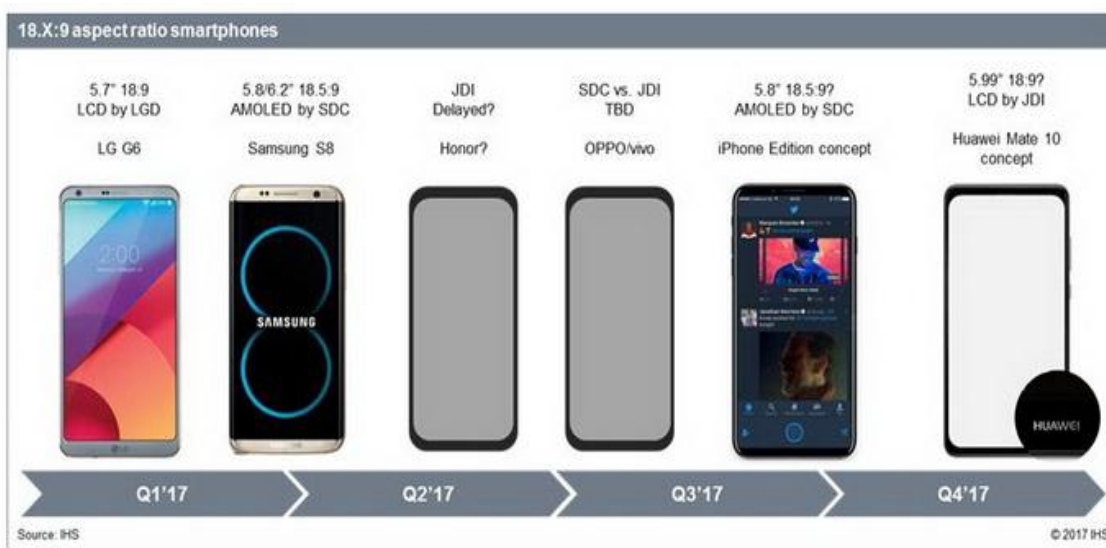 18.X:9 aspect ratio smartphones
5.7" 18:9
LCD by LGD
LG G6
5.8/6.2" 18.5:9
AMOLED by SDC
Samsung S8
JDI
Delayed?
Honor?
SDC vs. JDI
TBD
OPPO/vivo
5.8" 18.5:9?
AMOLED by SDC
iPhone Edition concept
5.99" 18:9?
LCD by JDI
Huawei Mate 10
concept
2:00
LG
SAMSUNG
HUAWEI
Q1'17
Q2'17
Q3'17
Q4'17
Source: IHS
© 2017 IHS